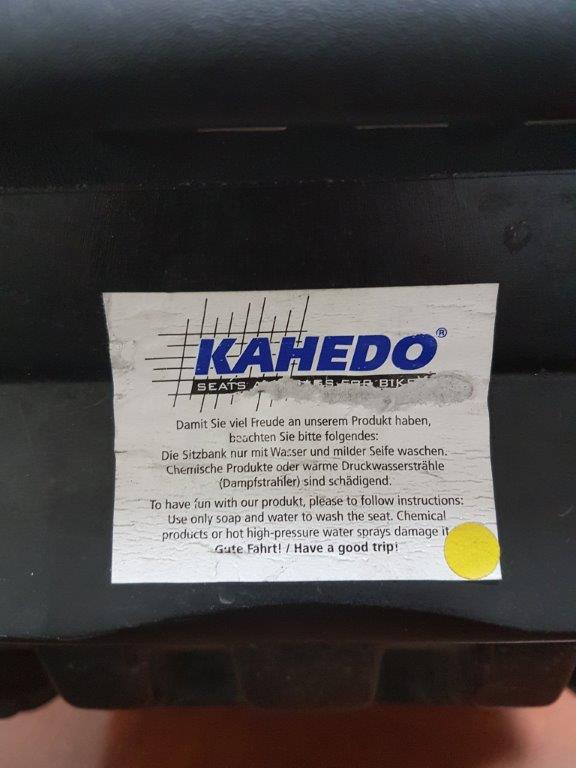 KAHEDO®
SEATS FOR BIKE
Damit Sie viel Freude an unserem Produkt haben,
beachten Sie bitte folgendes:
Die Sitzbank nur mit Wasser und milder Seife waschen.
Chemische Produkte oder warme Druckwassersträhle
(Dampfstrahler) sind schädigend.
To have fun with our produkt, please to follow instructions:
Use only soap and water to wash the seat. Chemical
products or hot high-pressure water sprays damage it
Gute Fahrt! / Have a good trip!